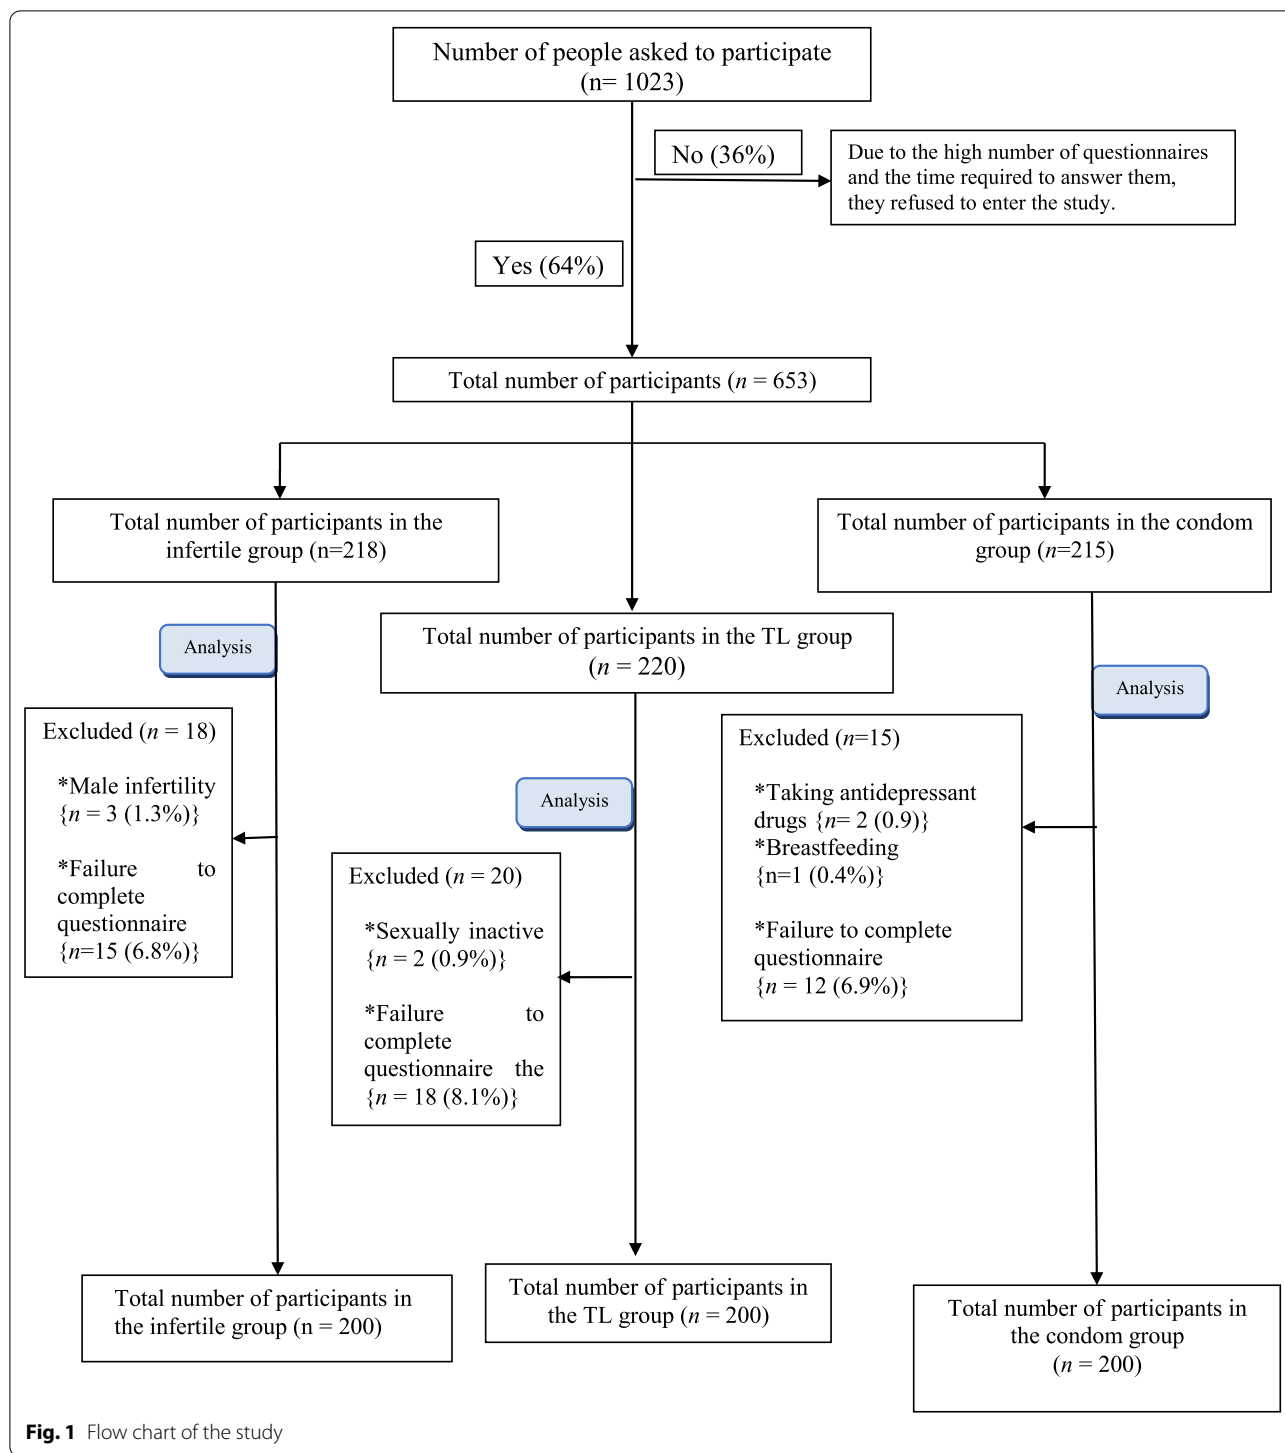 Number of people asked to participate
(n= 1023)
No (36%)
Due to the high number of questionnaires
and the time required to answer them,
they refused to enter the study.
Yes (64%)
Total number of participants (n = 653)
Total number of participants in the
infertile group (n=218)
Total number of participants in the condom
group (n=215)
Total number of participants in the TL group
(n = 220)
Analysis
Analysis
Analysis
Excluded (n = 18)
*Male infertility
{n = 3 (1.3%)}
*Failure to
complete
questionnaire
{n=15 (6.8%)}
Excluded (n = 20)
*Sexually inactive
{n = 2 (0.9%)}
*Failure to
complete
questionnaire the
{n = 18 (8.1%)}
Excluded (n=15)
*Taking antidepressant
drugs {n= 2 (0.9)}
*Breastfeeding
{n=1 (0.4%)}
*Failure to complete
questionnaire
{n = 12 (6.9%)}
Total number of participants in
the infertile group (n = 200)
Total number of participants in
the TL group (n = 200)
Total number of participants in
the condom group
(n = 200)
Fig. 1 Flow chart of the study